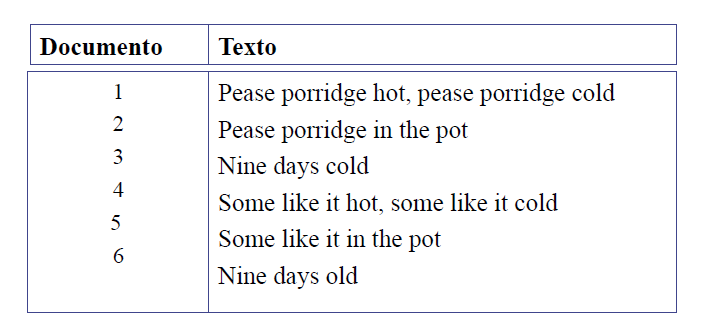 Documento Texto
1 Pease porridge hot, pease porridge cold
2 Pease porridge in the pot
3 Nine days cold
4 Some like it hot, some like it cold
5 Some like it in the pot
6 Nine days old